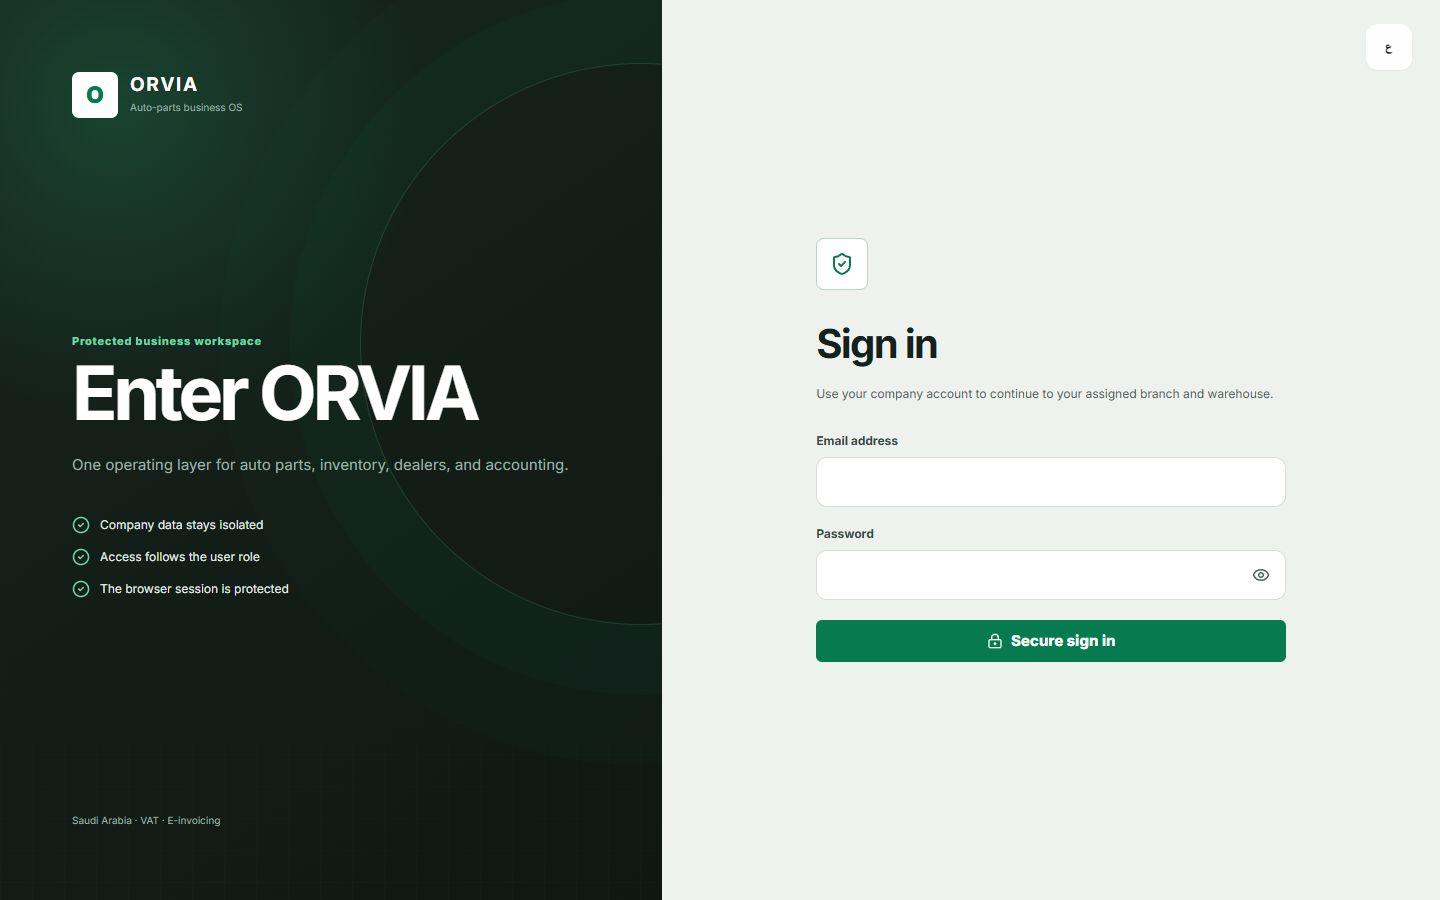 O
ORVIA
Auto-parts business OS
Protected business workspace
Enter ORVIA
One operating layer for auto parts, inventory, dealers, and accounting.
Company data stays isolated
Access follows the user role
The browser session is protected
Saudi Arabia · VAT · E-invoicing
ع
Sign in
Use your company account to continue to your assigned branch and warehouse.
Email address
Password
Secure sign in